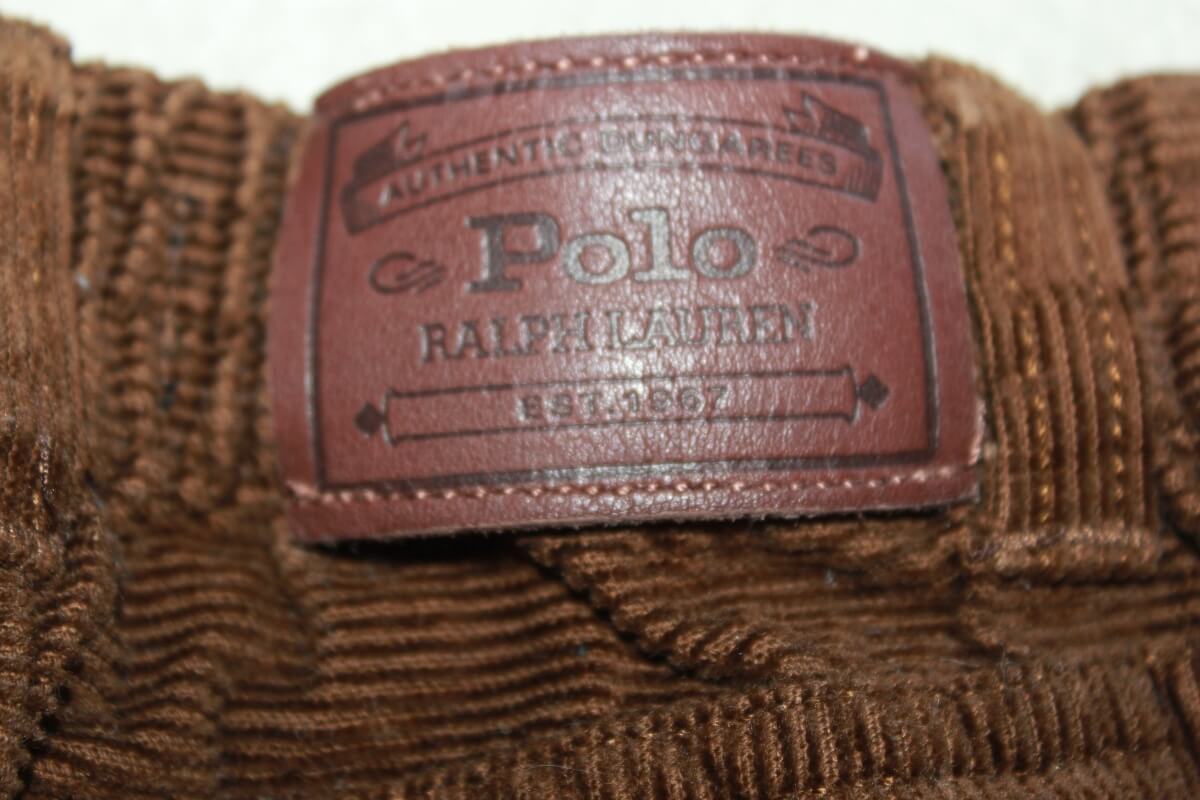 AUTHENTIC DUNGAREES
Polo
RALPH LAUREN
EST. 1967